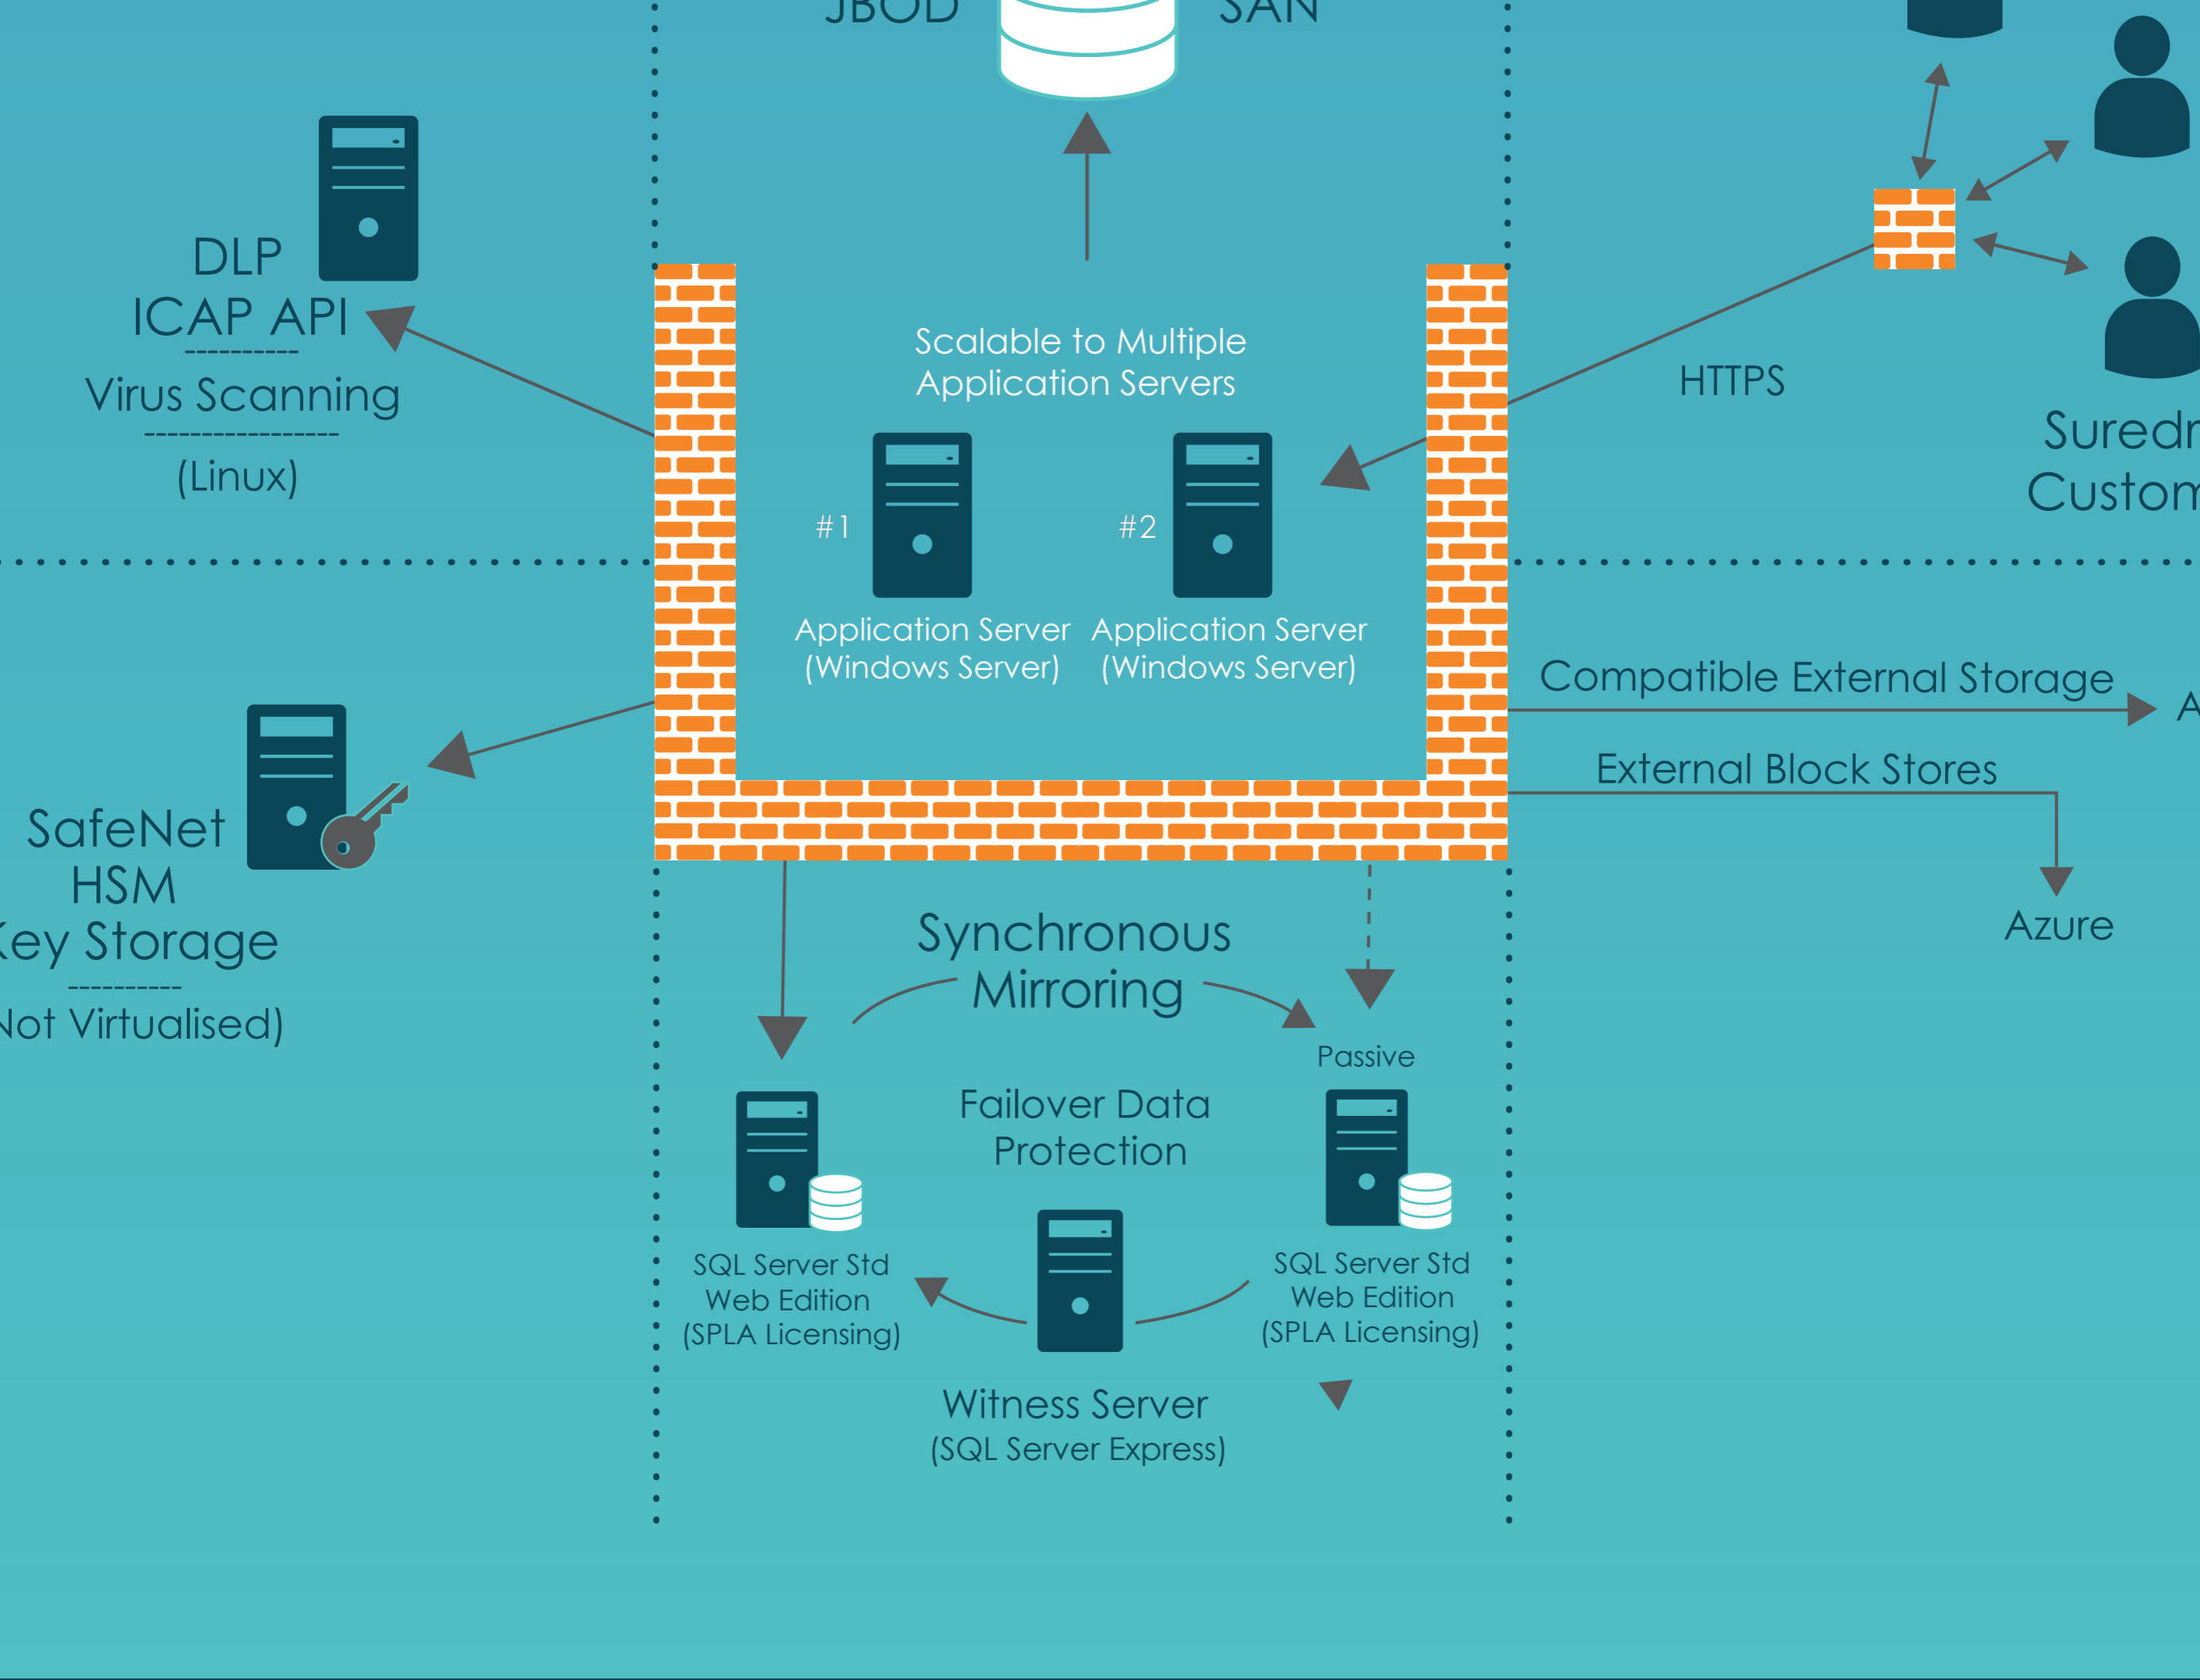 JBOD
SAN
DLP
ICAP API
----------
Virus Scanning
-----------------
(Linux)
Scalable to Multiple
Application Servers
#1
#2
Application Server
(Windows Server)
Application Server
(Windows Server)
HTTPS
Compatible External Storage
External Block Stores
Azure
SafeNet
HSM
Key Storage
----------
Not Virtualised)
Synchronous
Mirroring
Passive
Failover Data
Protection
SQL Server Std
Web Edition
(SPLA Licensing)
SQL Server Std
Web Edition
(SPLA Licensing)
Witness Server
(SQL Server Express)